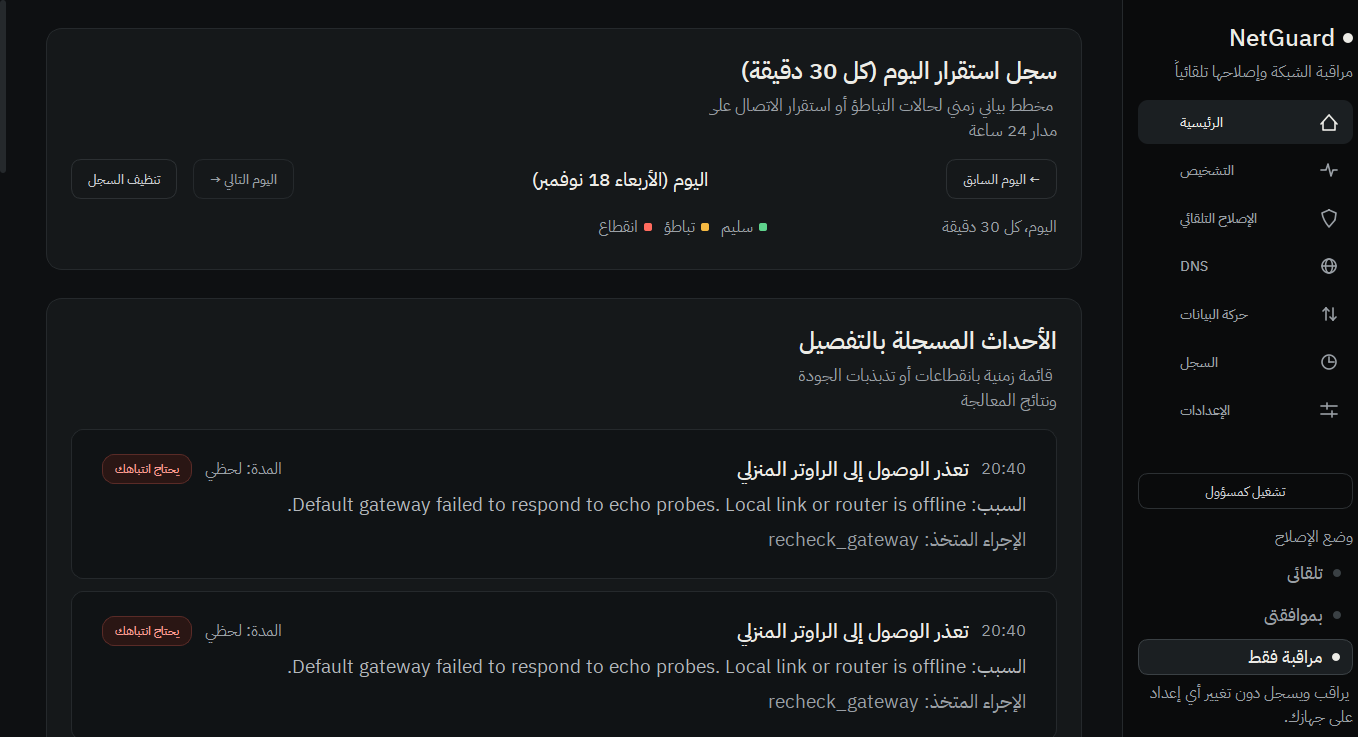 NetGuard
مراقبة الشبكة وإصلاحها تلقائياً
الرئيسية
التشخيص
الإصلاح التلقائي
DNS
حركة البيانات
السجل
الإعدادات
تشغيل كمسؤول
وضع الإصلاح
تلقائي
بموافقتي
مراقبة فقط
يراقب ويسجل دون تغيير أي إعداد
على جهازك.
سجل استقرار اليوم (كل 30 دقيقة)
مخطط بياني زمني لحالات التباطؤ أو استقرار الاتصال على
مدار 24 ساعة
← اليوم السابق
اليوم (الأربعاء 18 نوفمبر)
اليوم التالي →
تنظيف السجل
اليوم، كل 30 دقيقة
سليم
تباطؤ
انقطاع
الأحداث المسجلة بالتفصيل
قائمة زمنية بانقطاعات أو تذبذبات الجودة
ونتائج المعالجة
20:40 تعذر الوصول إلى الراوتر المنزلي
المدة: لحظي
يحتاج انتباهك
السبب: Default gateway failed to respond to echo probes. Local link or router is offline.
الإجراء المتخذ: recheck_gateway
20:40 تعذر الوصول إلى الراوتر المنزلي
المدة: لحظي
يحتاج انتباهك
السبب: Default gateway failed to respond to echo probes. Local link or router is offline.
الإجراء المتخذ: recheck_gateway